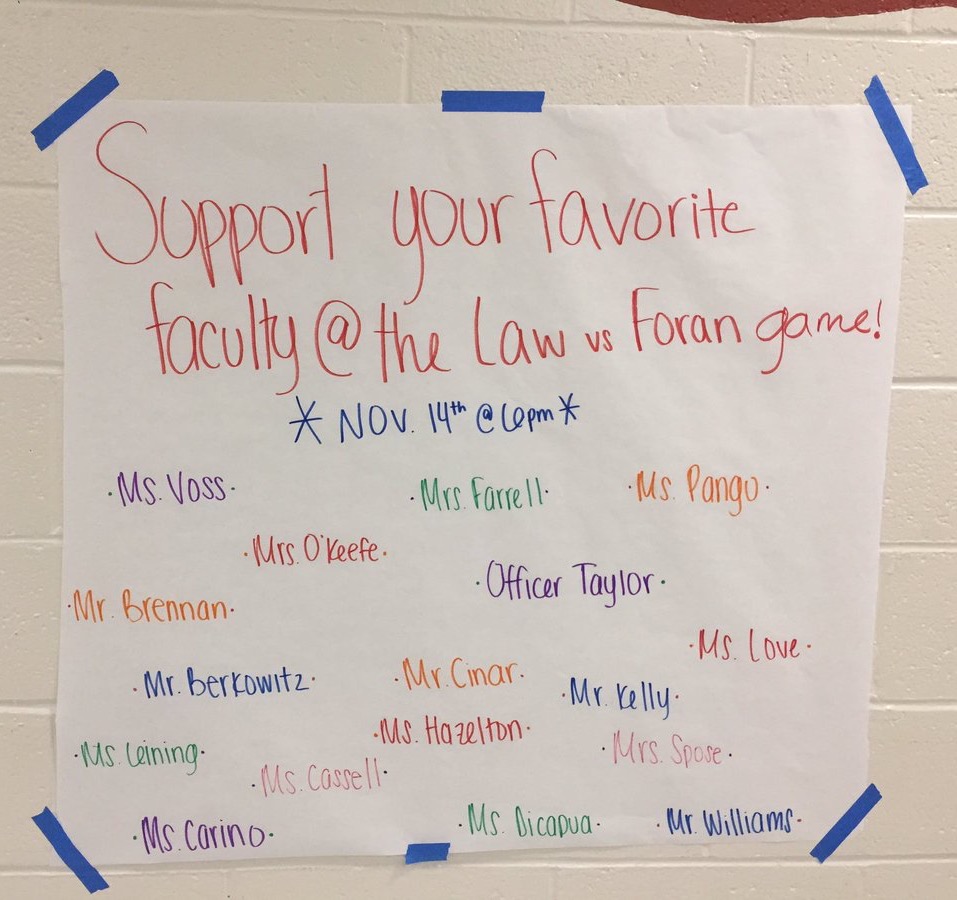 Support your favorite
faculty @ the Law vs Foran game!
* NOV. 14th @ 6pm *
·Ms. Voss· ·Mrs. Farrell· ·Ms. Pango·
·Mrs. O'Keefe·
·Officer Taylor·
·Mr. Brennan·
·Ms. Love·
·Mr. Berkowitz· ·Mr. Cinar· ·Mr. Kelly·
·Ms. Hazelton·
·Ms. Leining· ·Mrs. Spose·
·Ms. Cassell·
·Ms. Carino· ·Ms. Dicapua· ·Mr. Williams·